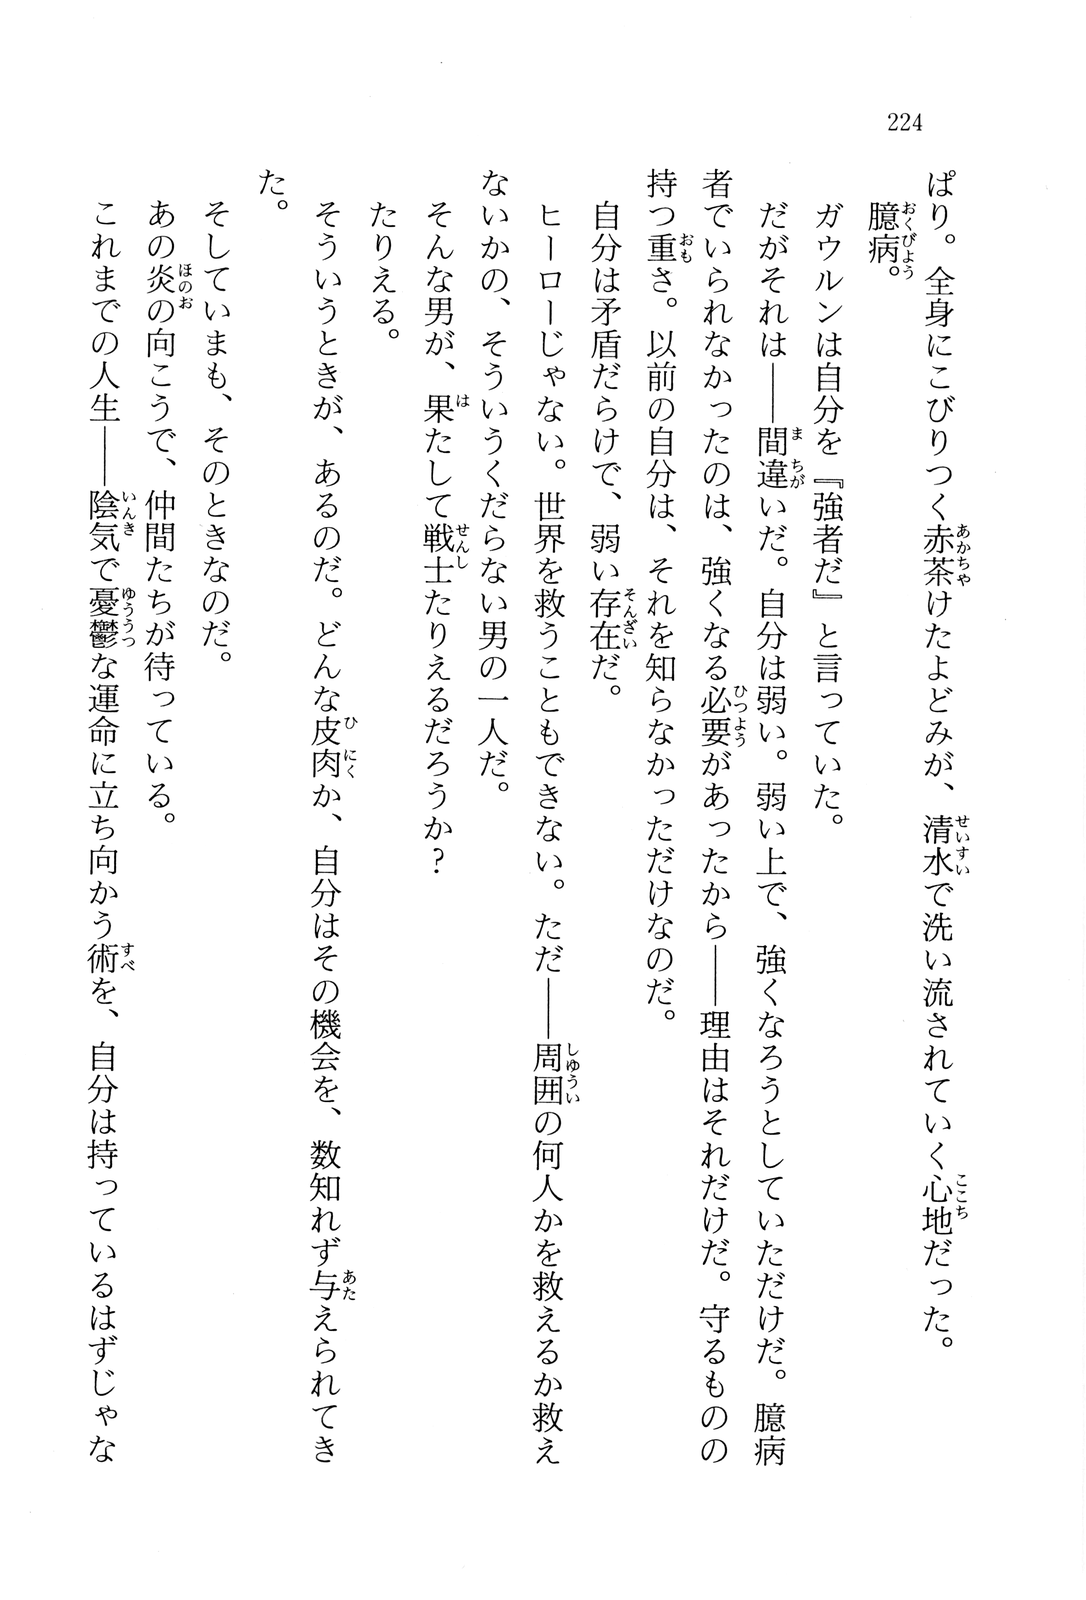 224
ぱり。全身にこびりつく赤茶けたよどみが、清水で洗い流されていく心地だった。
臆病。
ガウルンは自分を『強者だ』と言っていた。
だがそれは――間違いだ。自分は弱い。弱い上で、強くなろうとしていただけだ。臆病
者でいられなかったのは、強くなる必要があったから――理由はそれだけだ。守るものの
持つ重さ。以前の自分は、それを知らなかっただけなのだ。
自分は矛盾だらけで、弱い存在だ。
ヒーローじゃない。世界を救うこともできない。ただ――周囲の何人かを救えるか救え
ないかの、そういうくだらない男の一人だ。
そんな男が、果たして戦士たりえるだろうか?
たりえる。
そういうときが、あるのだ。どんな皮肉か、自分はその機会を、数知れず与えられてき
た。
そしていまも、そのときなのだ。
あの炎の向こうで、仲間たちが待っている。
これまでの人生――陰気で憂鬱な運命に立ち向かう術を、自分は持っているはずじゃな